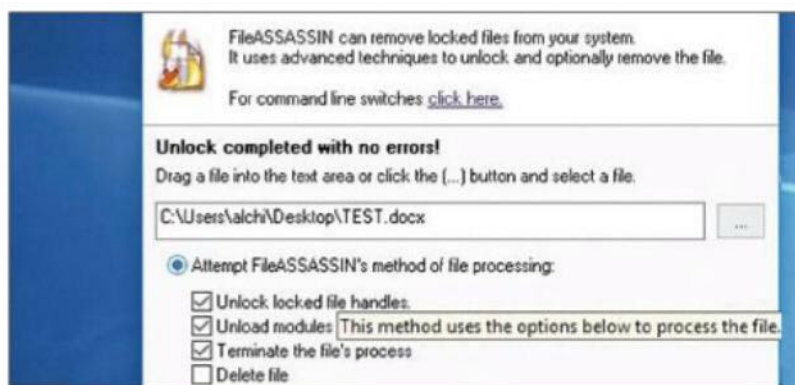 FileASSASSIN can remove locked files from your system.
It uses advanced techniques to unlock and optionally remove the file.
For command line switches click here.
Unlock completed with no errors!
Drag a file into the text area or click the (...) button and select a file.
C:\Users\alchi\Desktop\TEST.docx
...
Attempt FileASSASSIN's method of file processing:
Unlock locked file handles.
Unload modules
This method uses the options below to process the file.
Terminate the file's process
Delete file